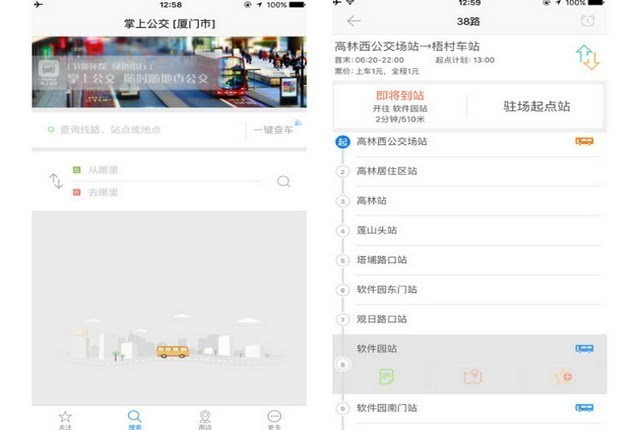 12:58
100%
掌上公交 [厦门市]
「节能环保 绿色出行」
掌上公交 随时随地查公交
查询线路、站点或地点
一键查车
从哪里
去哪里
关注
搜索
周边
更多
12:59
100%
38路
高林西公交场站→梧村车站
首末: 06:20-22:00 起点计划: 13:00
票价: 上车1元, 全程1元
即将到站
开往 软件园站
2分钟/510米
驻场起点站
起 高林西公交场站
2 高林居住区站
3 高林站
4 莲山头站
5 塔埔路口站
6 软件园东门站
7 观日路口站
8 软件园站
9 软件园南门站